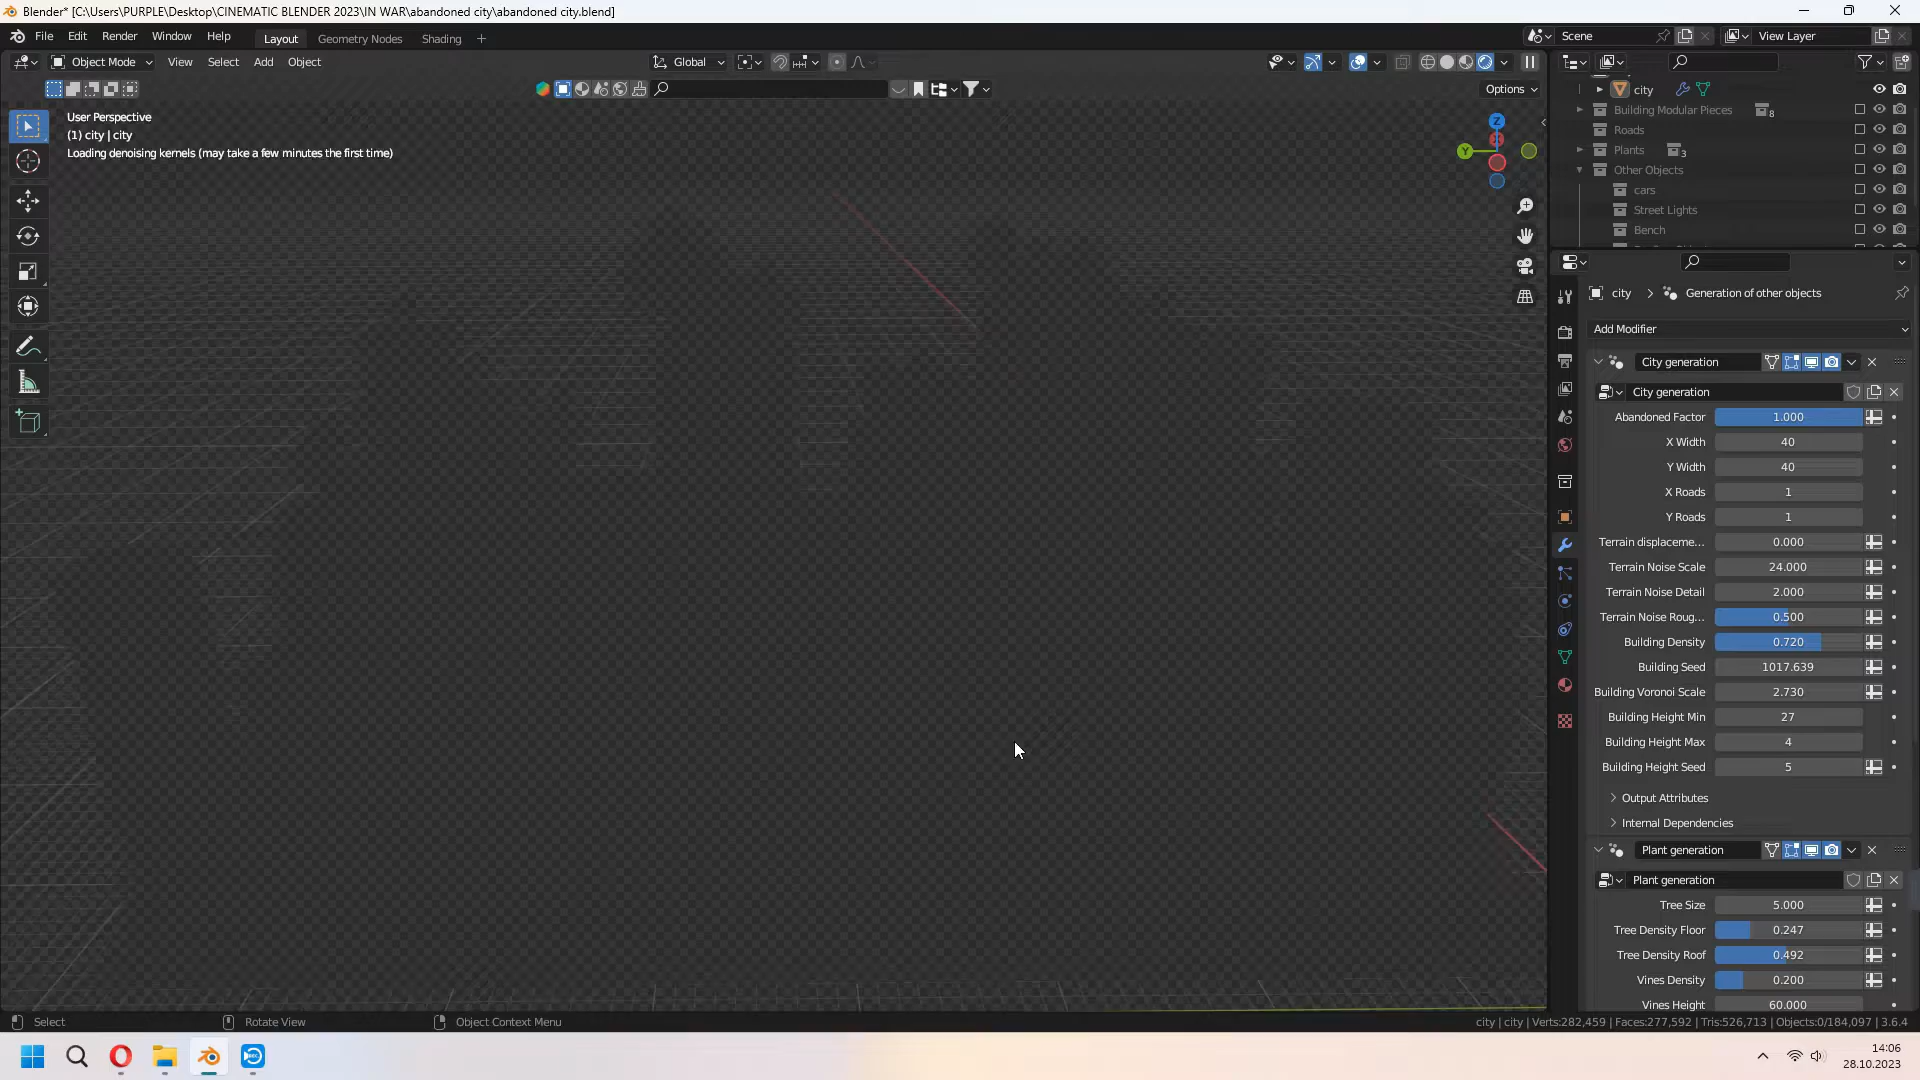 Blender* [C:\Users\PURPLE\Desktop\CINEMATIC BLENDER 2023\IN WAR\abandoned city\abandoned city.blend]
File Edit Render Window Help Layout Geometry Nodes Shading + Scene View Layer
Object Mode View Select Add Object Global
Options
User Perspective
(1) city | city
Loading denoising kernels (may take a few minutes the first time)
Z
Y
X
city
Building Modular Pieces 8
Roads
Plants 3
Other Objects
cars
Street Lights
Bench
city > Generation of other objects
Add Modifier
City generation
City generation
Abandoned Factor 1.000
X Width 40
Y Width 40
X Roads 1
Y Roads 1
Terrain displaceme... 0.000
Terrain Noise Scale 24.000
Terrain Noise Detail 2.000
Terrain Noise Roug... 0.500
Building Density 0.720
Building Seed 1017.639
Building Voronoi Scale 2.730
Building Height Min 27
Building Height Max 4
Building Height Seed 5
Output Attributes
Internal Dependencies
Plant generation
Plant generation
Tree Size 5.000
Tree Density Floor 0.247
Tree Density Roof 0.492
Vines Density 0.200
Vines Height 60.000
Select Rotate View Object Context Menu
city | city | Verts:282,459 | Faces:277,592 | Tris:526,713 | Objects:0/184,097 | 3.6.4
14:06
28.10.2023